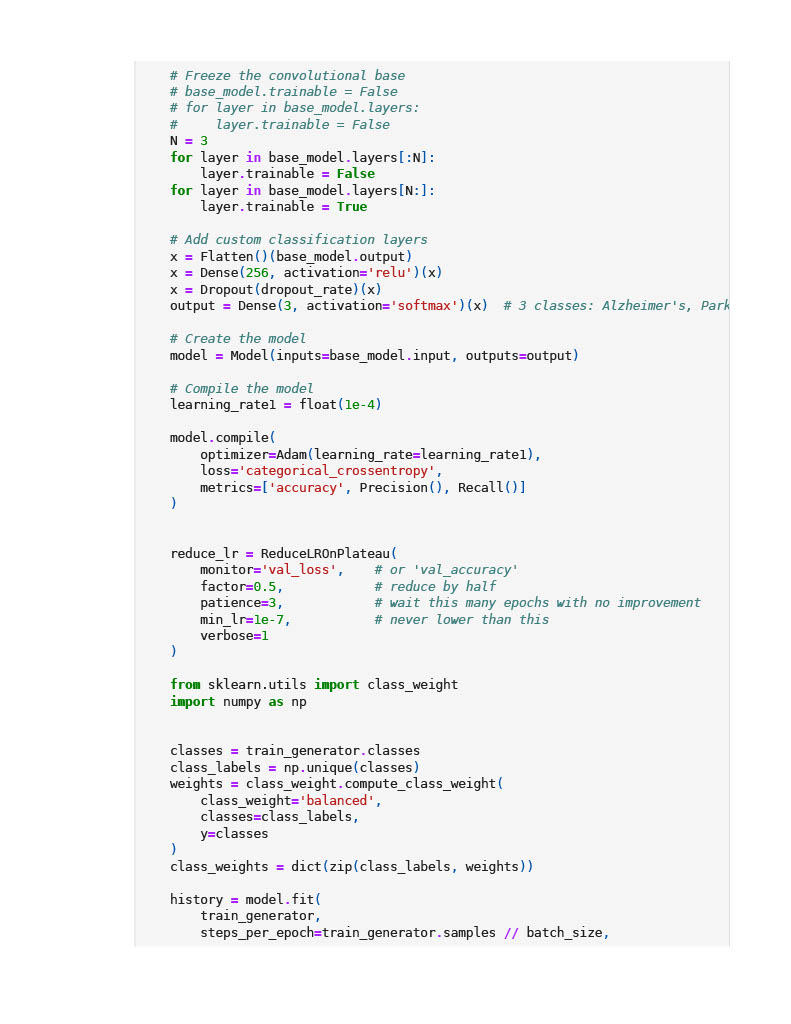 # Freeze the convolutional base
# base_model.trainable = False
# for layer in base_model.layers:
#     layer.trainable = False
N = 3
for layer in base_model.layers[:N]:
    layer.trainable = False
for layer in base_model.layers[N:]:
    layer.trainable = True

# Add custom classification layers
x = Flatten()(base_model.output)
x = Dense(256, activation='relu')(x)
x = Dropout(dropout_rate)(x)
output = Dense(3, activation='softmax')(x)  # 3 classes: Alzheimer's, Park

# Create the model
model = Model(inputs=base_model.input, outputs=output)

# Compile the model
learning_rate1 = float(1e-4)

model.compile(
    optimizer=Adam(learning_rate=learning_rate1),
    loss='categorical_crossentropy',
    metrics=['accuracy', Precision(), Recall()]
)


reduce_lr = ReduceLROnPlateau(
    monitor='val_loss',    # or 'val_accuracy'
    factor=0.5,            # reduce by half
    patience=3,            # wait this many epochs with no improvement
    min_lr=1e-7,           # never lower than this
    verbose=1
)

from sklearn.utils import class_weight
import numpy as np


classes = train_generator.classes
class_labels = np.unique(classes)
weights = class_weight.compute_class_weight(
    class_weight='balanced',
    classes=class_labels,
    y=classes
)
class_weights = dict(zip(class_labels, weights))

history = model.fit(
    train_generator,
    steps_per_epoch=train_generator.samples // batch_size,